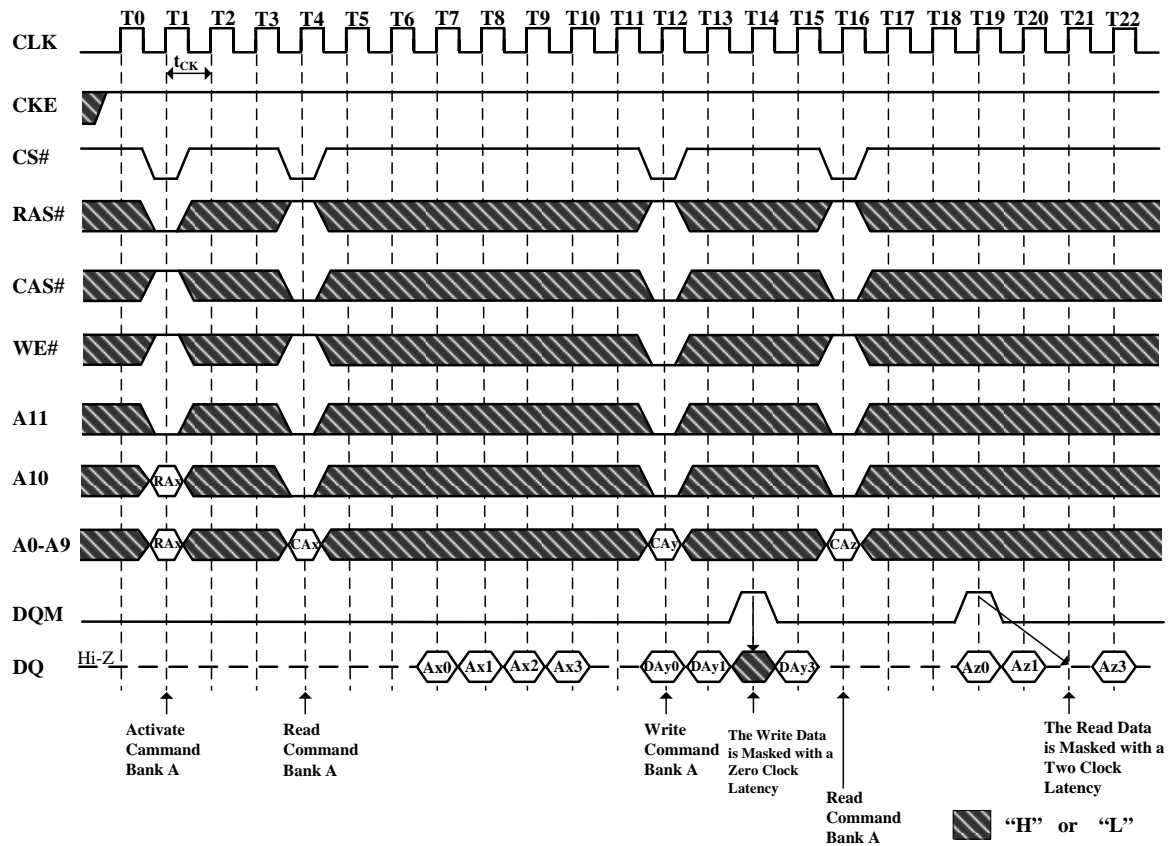 T0 T1 T2 T3 T4 T5 T6 T7 T8 T9 T10 T11 T12 T13 T14 T15 T16 T17 T18 T19 T20 T21 T22
CLK
tCK
CKE
CS#
RAS#
CAS#
WE#
A11
A10 RAx
A0-A9 RAx CAx CAy CAz
DQM
DQ Hi-Z Ax0 Ax1 Ax2 Ax3 DAy0 DAy1 DAy3 Az0 Az1 Az3
Activate
Cammand
Bank A
Read
Command
Bank A
Write
Command
Bank A
The Write Data
is Masked with a
Zero Clock
Latency
Read
Command
Bank A
The Read Data
is Masked with a
Two Clock
Latency
“H” or “L”